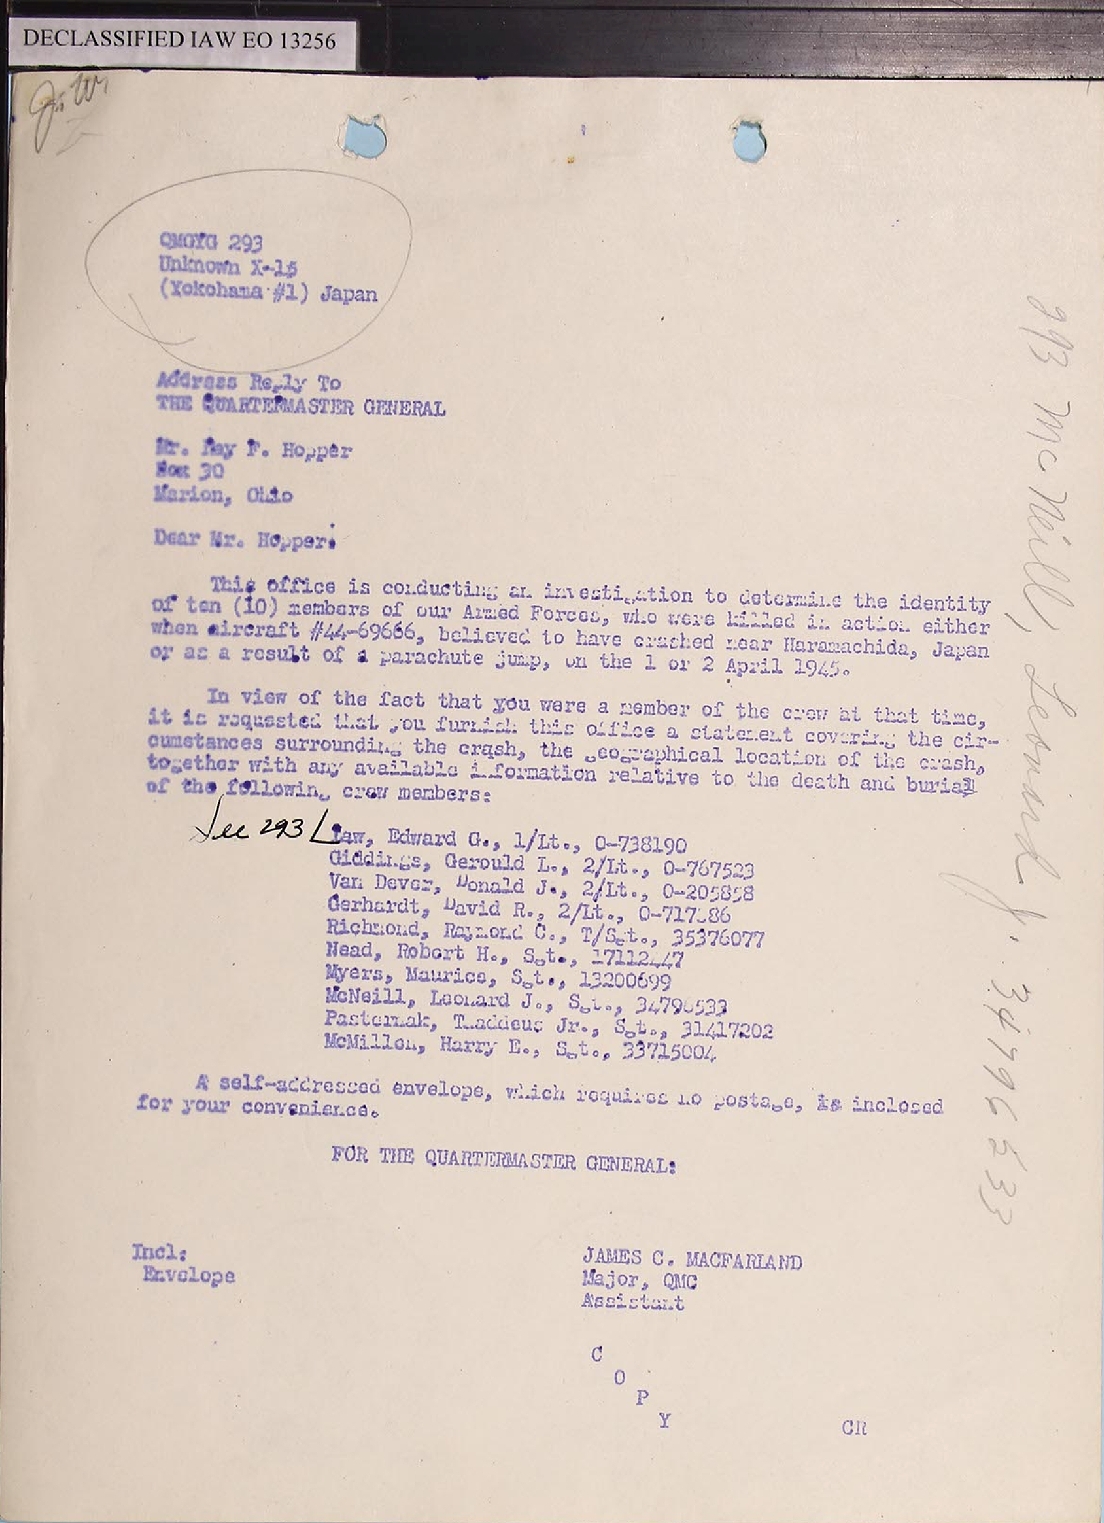 DECLASSIFIED IAW EO 13256
J.W.
QMGYG 293
Unknown X-15
(Yokohama #1) Japan
Address Reply To
THE QUARTERMASTER GENERAL
Mr. Ray F. Hopper
Box 30
Marion, Ohio
Dear Mr. Hopper:
This office is conducting an investigation to determine the identity
of ten (10) members of our Armed Forces, who were killed in action either
when aircraft #44-69666, believed to have crashed near Haramachida, Japan
or as a result of a parachute jump, on the 1 or 2 April 1945.
In view of the fact that you were a member of the crew at that time,
it is requested that you furnish this office a statement covering the cir-
cumstances surrounding the crash, the geographical location of the crash,
together with any available information relative to the death and burial
of the following crew members:
See 293
Law, Edward G., 1/Lt., O-738190
Giddings, Gerould L., 2/Lt., O-767523
Van Dever, Donald J., 2/Lt., O-205858
Gerhardt, David R., 2/Lt.,
Richmond, Raymond C., T/Sgt., 35376077
Nead, Robert H., Sgt.,
Myers, Maurice, Sgt., 13200699
McNeill, Leonard J., Sgt., 34796533
Pasternak, Thaddeus Jr., Sgt., 31417202
McMillen, Harry E., Sgt., 33715004
A self-addressed envelope, which requires no postage, is inclosed
for your convenience.
FOR THE QUARTERMASTER GENERAL:
Incl:
Envelope
JAMES C. MACFARLAND
Major, QMC
Assistant
C
O
P
Y
GR
293 McNeill, Leonard J. 34796533